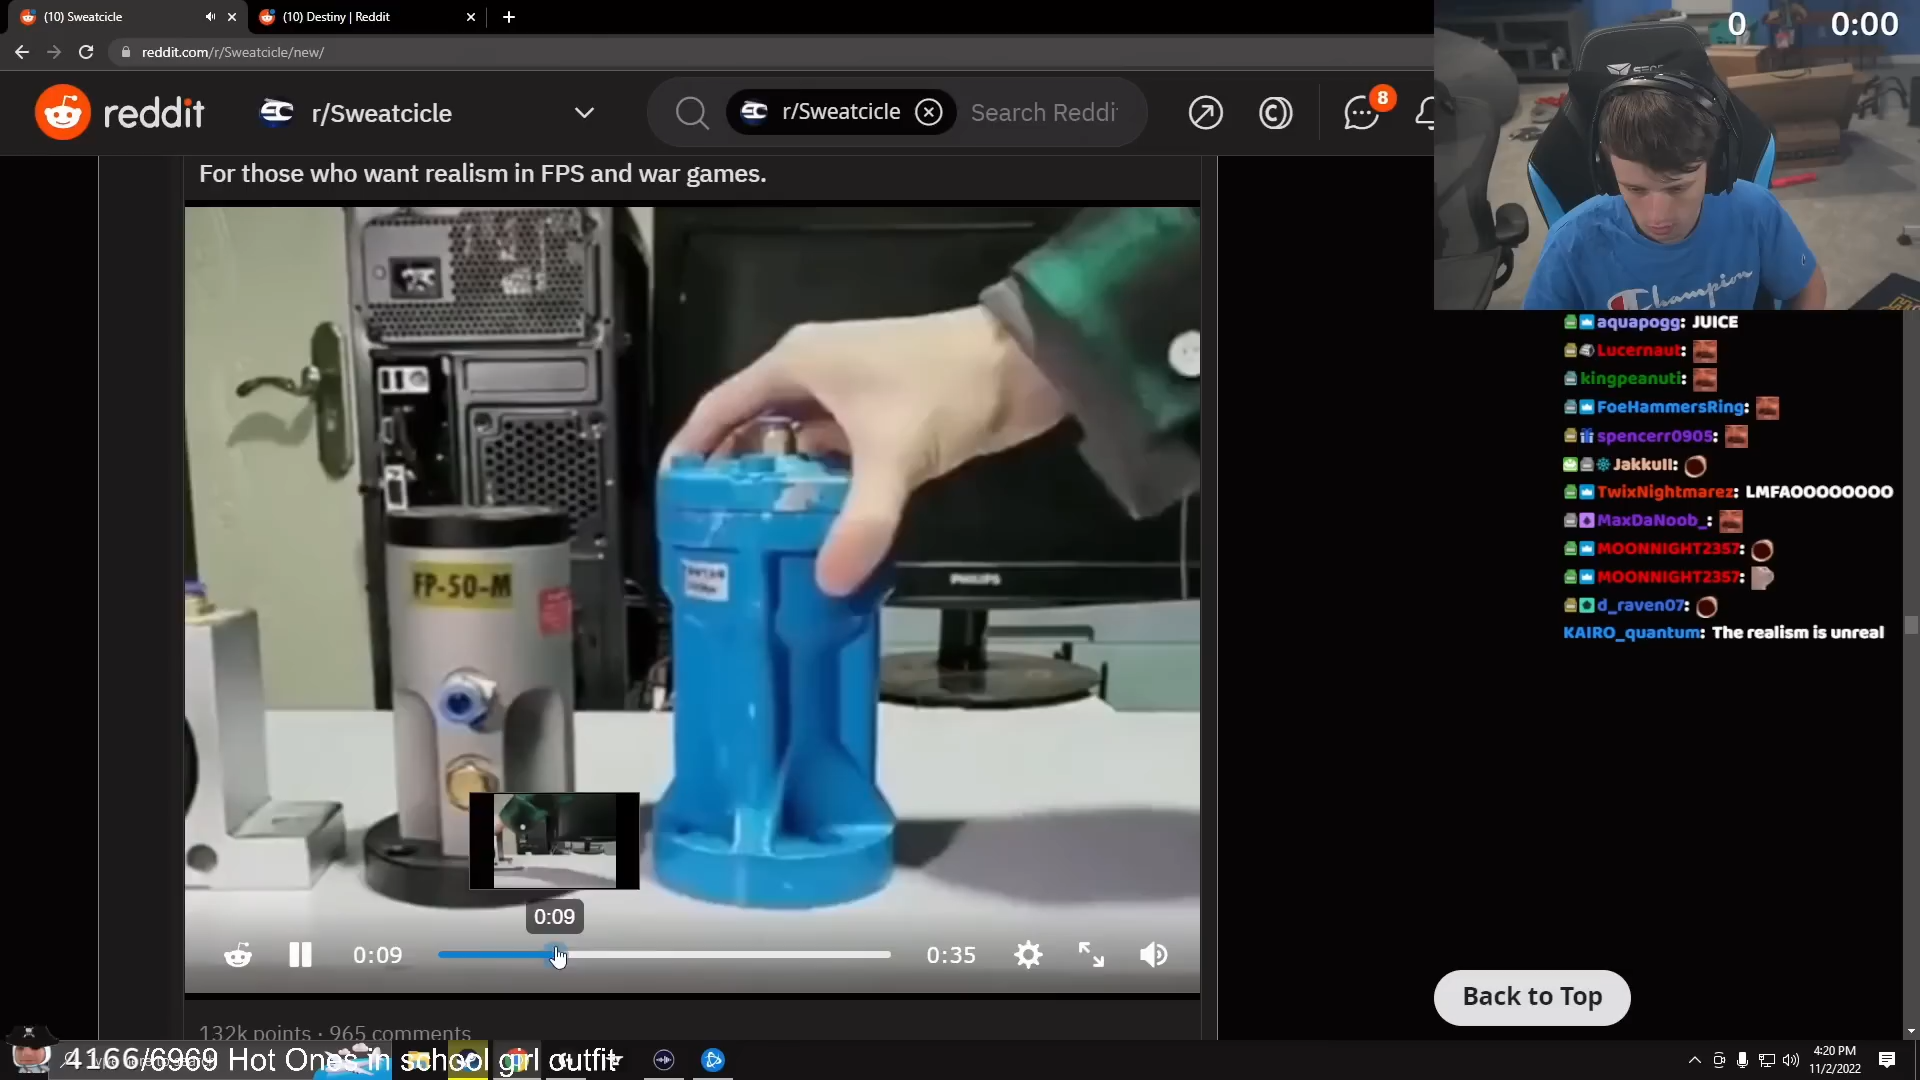 (10) Sweatcicle
(10) Destiny | Reddit
reddit.com/r/Sweatcicle/new/
reddit
r/Sweatcicle
r/Sweatcicle
Search Reddi
8
0
0:00
SEC
Champion
For those who want realism in FPS and war games.
FP-50-M
PHILIPS
0:09
0:09
0:35
132k points · 965 comments
aquapogg: JUICE
Lucernaut:
kingpeanuti:
FoeHammersRing:
spencerr0905:
Jakkull:
TwixNightmarez: LMFAOOOOOOOO
MaxDaNoob_:
MOONNIGHT2357:
MOONNIGHT2357:
d_raven07:
KAIRO_quantum: The realism is unreal
Back to Top
4166/6969 Hot Ones in school girl outfit
4:20 PM
11/2/2022